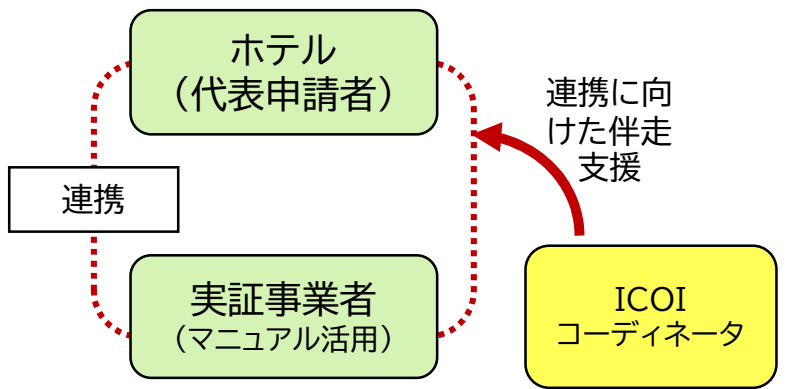 ホテル
（代表申請者）
連携に向
けた伴走
支援
連携
実証事業者
（マニュアル活用）
ICOI
コーディネータ